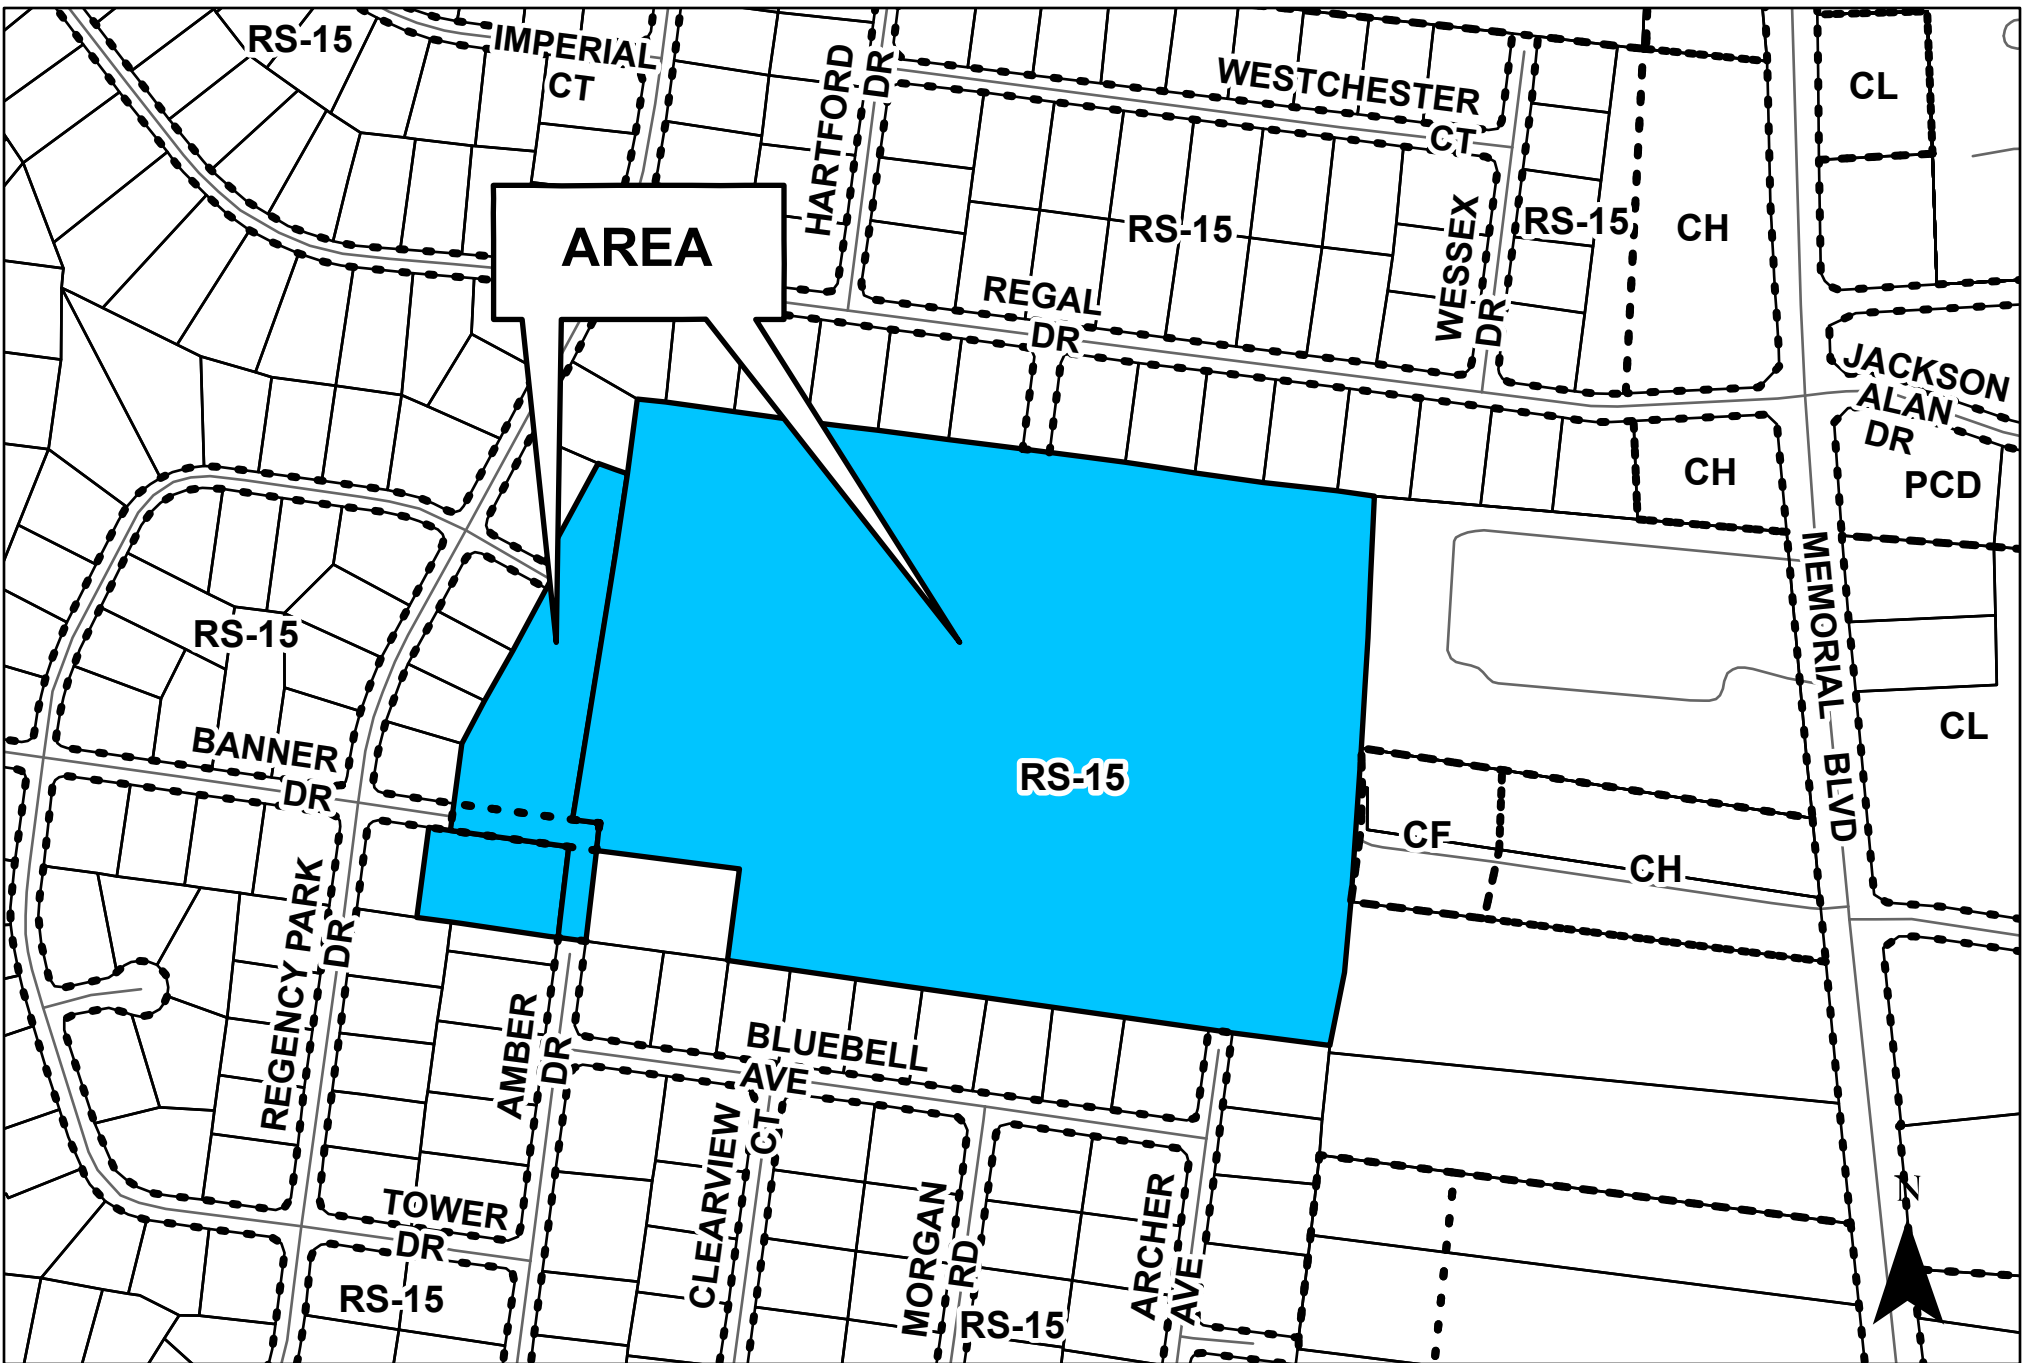 RS-15
IMPERIAL
CT
HARTFORD
DR
WESTCHESTER
CT
CL
AREA
RS-15
WESSEX
DR
RS-15
CH
REGAL
DR
JACKSON
ALAN
DR
CH
PCD
RS-15
MEMORIAL BLVD
BANNER
DR
RS-15
CL
CF
CH
REGENCY PARK
DR
AMBER
DR
BLUEBELL
AVE
CLEARVIEW
CT
MORGAN
RD
ARCHER
AVE
TOWER
DR
RS-15
RS-15
N